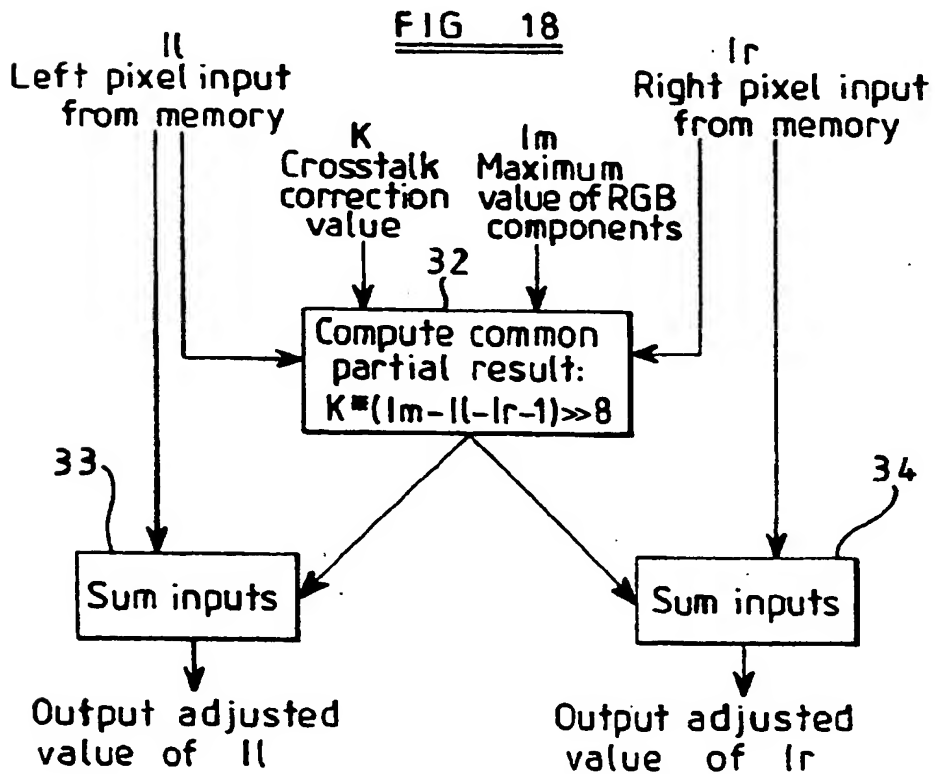 FIG 18
Il
Left pixel input
from memory
Ir
Right pixel input
from memory
K
Crosstalk
correction
value
Im
Maximum
value of RGB
components
32
Compute common
partial result:
K*(Im-Il-Ir-1)>>8
33
Sum inputs
34
Sum inputs
Output adjusted
value of Il
Output adjusted
value of Ir